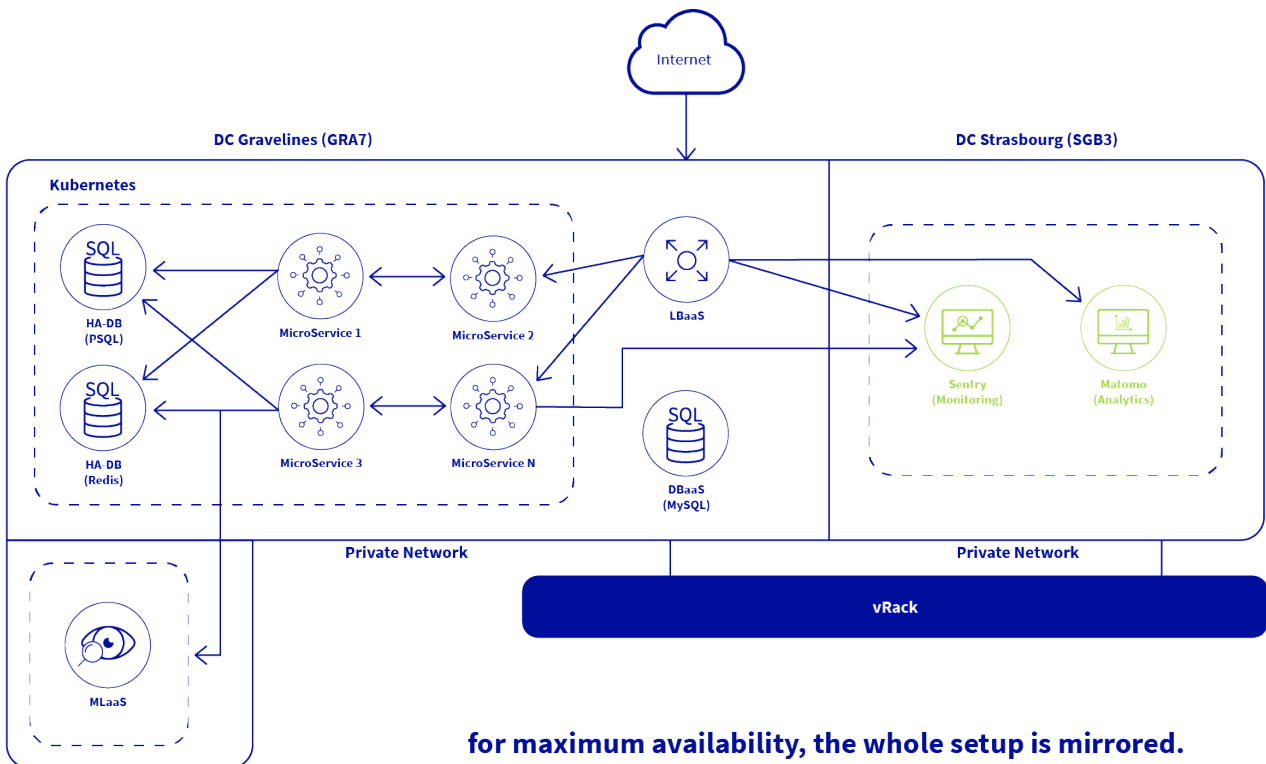 Internet
DC Gravelines (GRA7)
DC Strasbourg (SGB3)
Kubernetes
SQL
HA-DB
(PSQL)
MicroService 1
MicroService 2
LBaaS
SQL
HA-DB
(Redis)
MicroService 3
MicroService N
SQL
DBaaS
(MySQL)
Sentry
(Monitoring)
Matomo
(Analytics)
Private Network
Private Network
vRack
MLaaS
for maximum availability, the whole setup is mirrored.